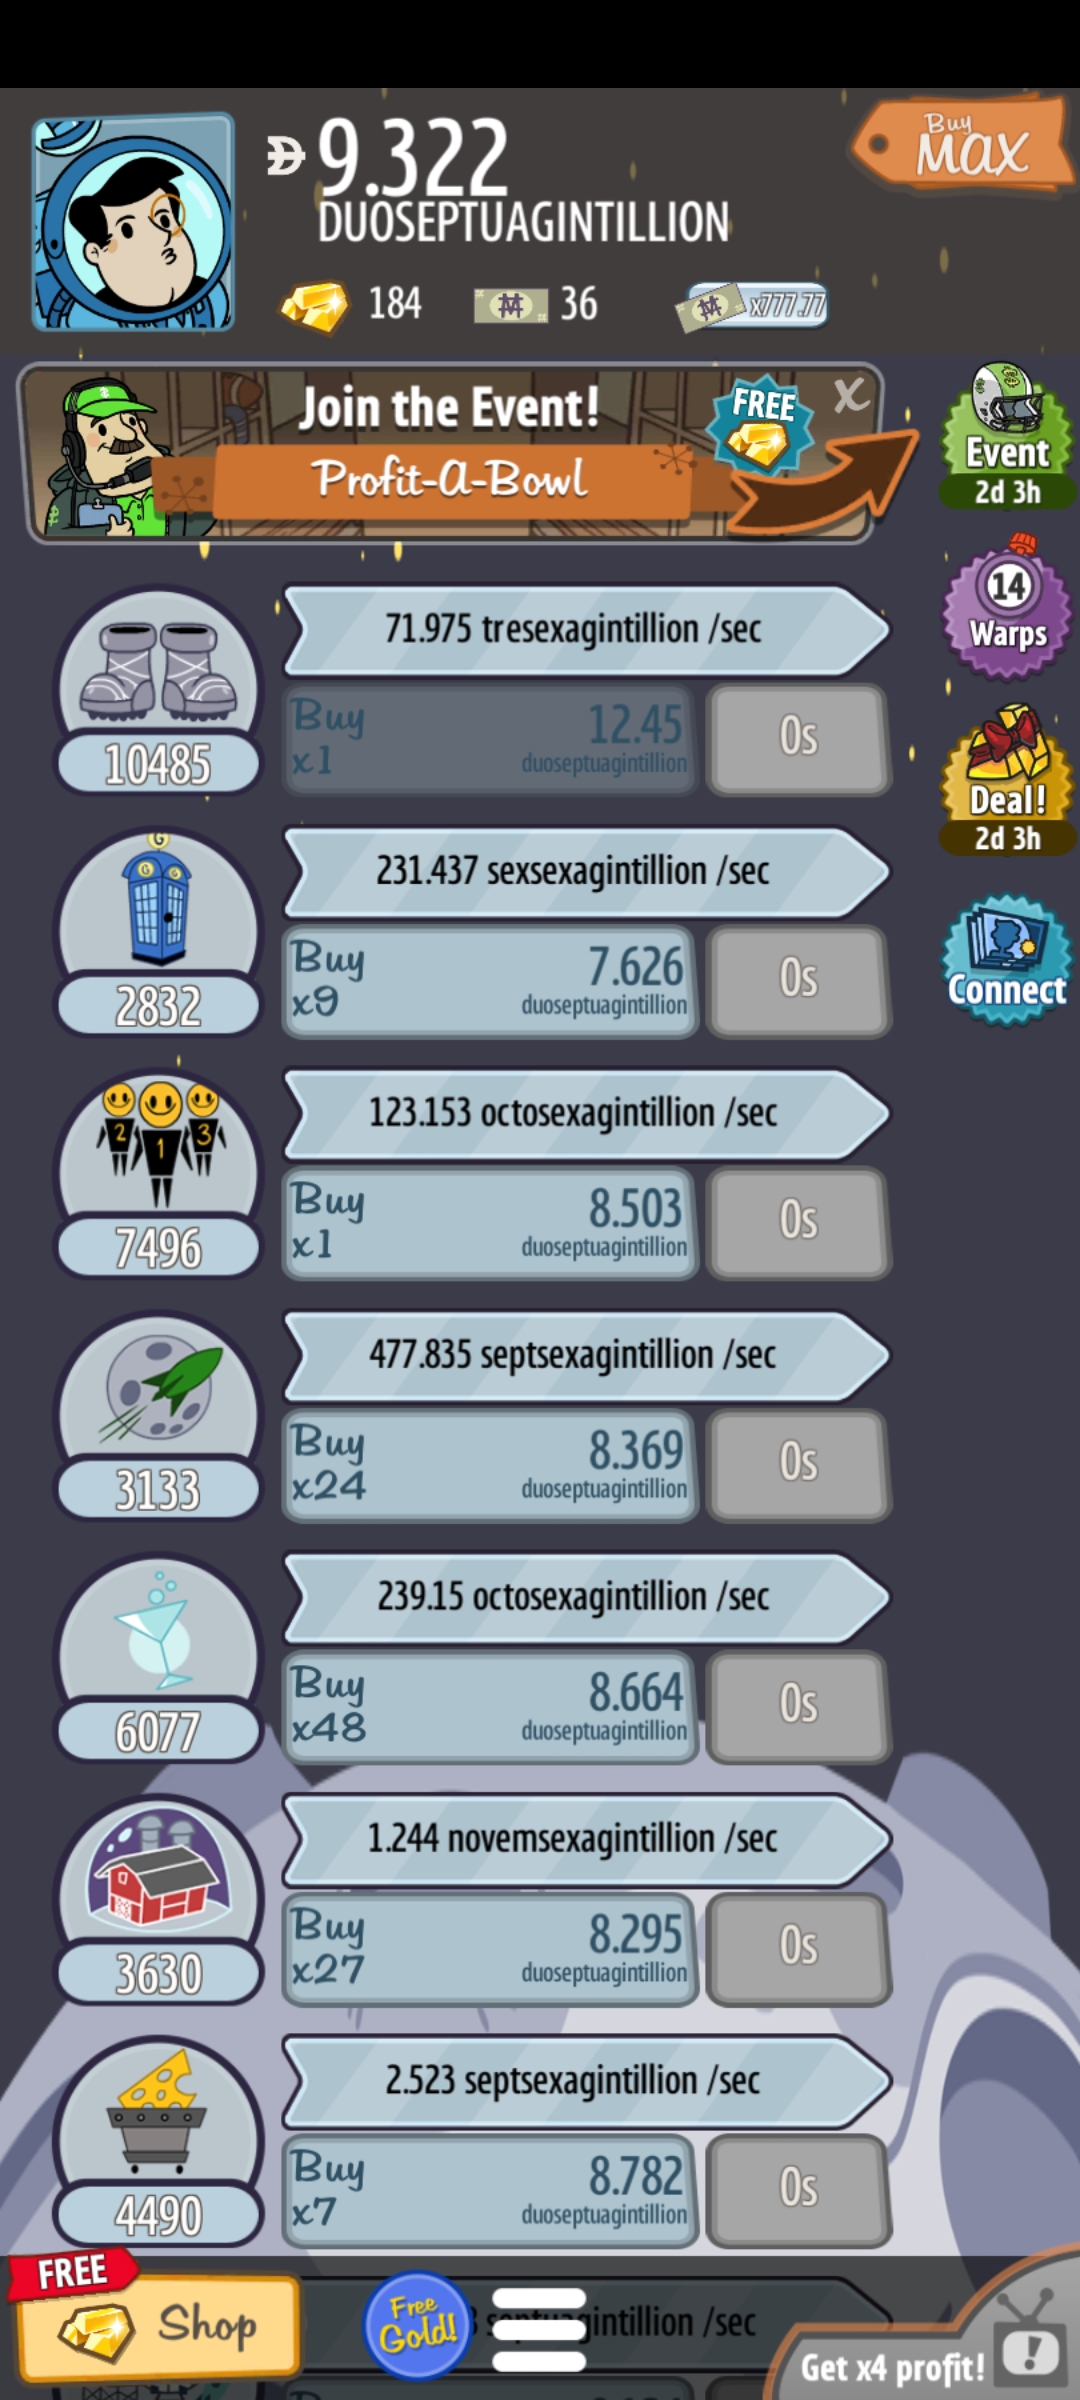 9.322
DUOSEPTUAGINTILLION
Buy
MAX
184
36
x777.77
Join the Event!
Profit-A-Bowl
FREE
X
Event
2d 3h
14
Warps
Deal!
2d 3h
Connect
71.975 tresexagintillion /sec
10485
Buy
x1
12.45
duoseptuagintillion
0s
G
G G
231.437 sexsexagintillion /sec
2832
Buy
x9
7.626
duoseptuagintillion
0s
2 1 3
123.153 octosexagintillion /sec
7496
Buy
x1
8.503
duoseptuagintillion
0s
477.835 septsexagintillion /sec
3133
Buy
x24
8.369
duoseptuagintillion
0s
239.15 octosexagintillion /sec
6077
Buy
x48
8.664
duoseptuagintillion
0s
1.244 novemsexagintillion /sec
3630
Buy
x27
8.295
duoseptuagintillion
0s
2.523 septsexagintillion /sec
4490
Buy
x7
8.782
duoseptuagintillion
0s
FREE
Shop
Free
Gold!
/sec
Get x4 profit!
!